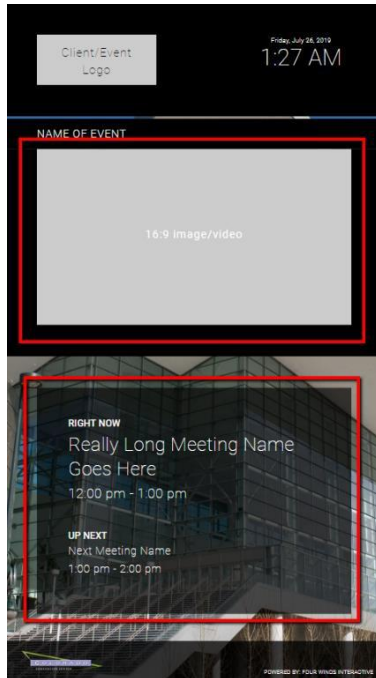 Client/Event
Logo
Friday, July 26, 2019
1:27 AM
NAME OF EVENT
16:9 image/video
RIGHT NOW
Really Long Meeting Name
Goes Here
12:00 pm - 1:00 pm
UP NEXT
Next Meeting Name
1:00 pm - 2:00 pm
POWERED BY: FOUR WINDS INTERACTIVE